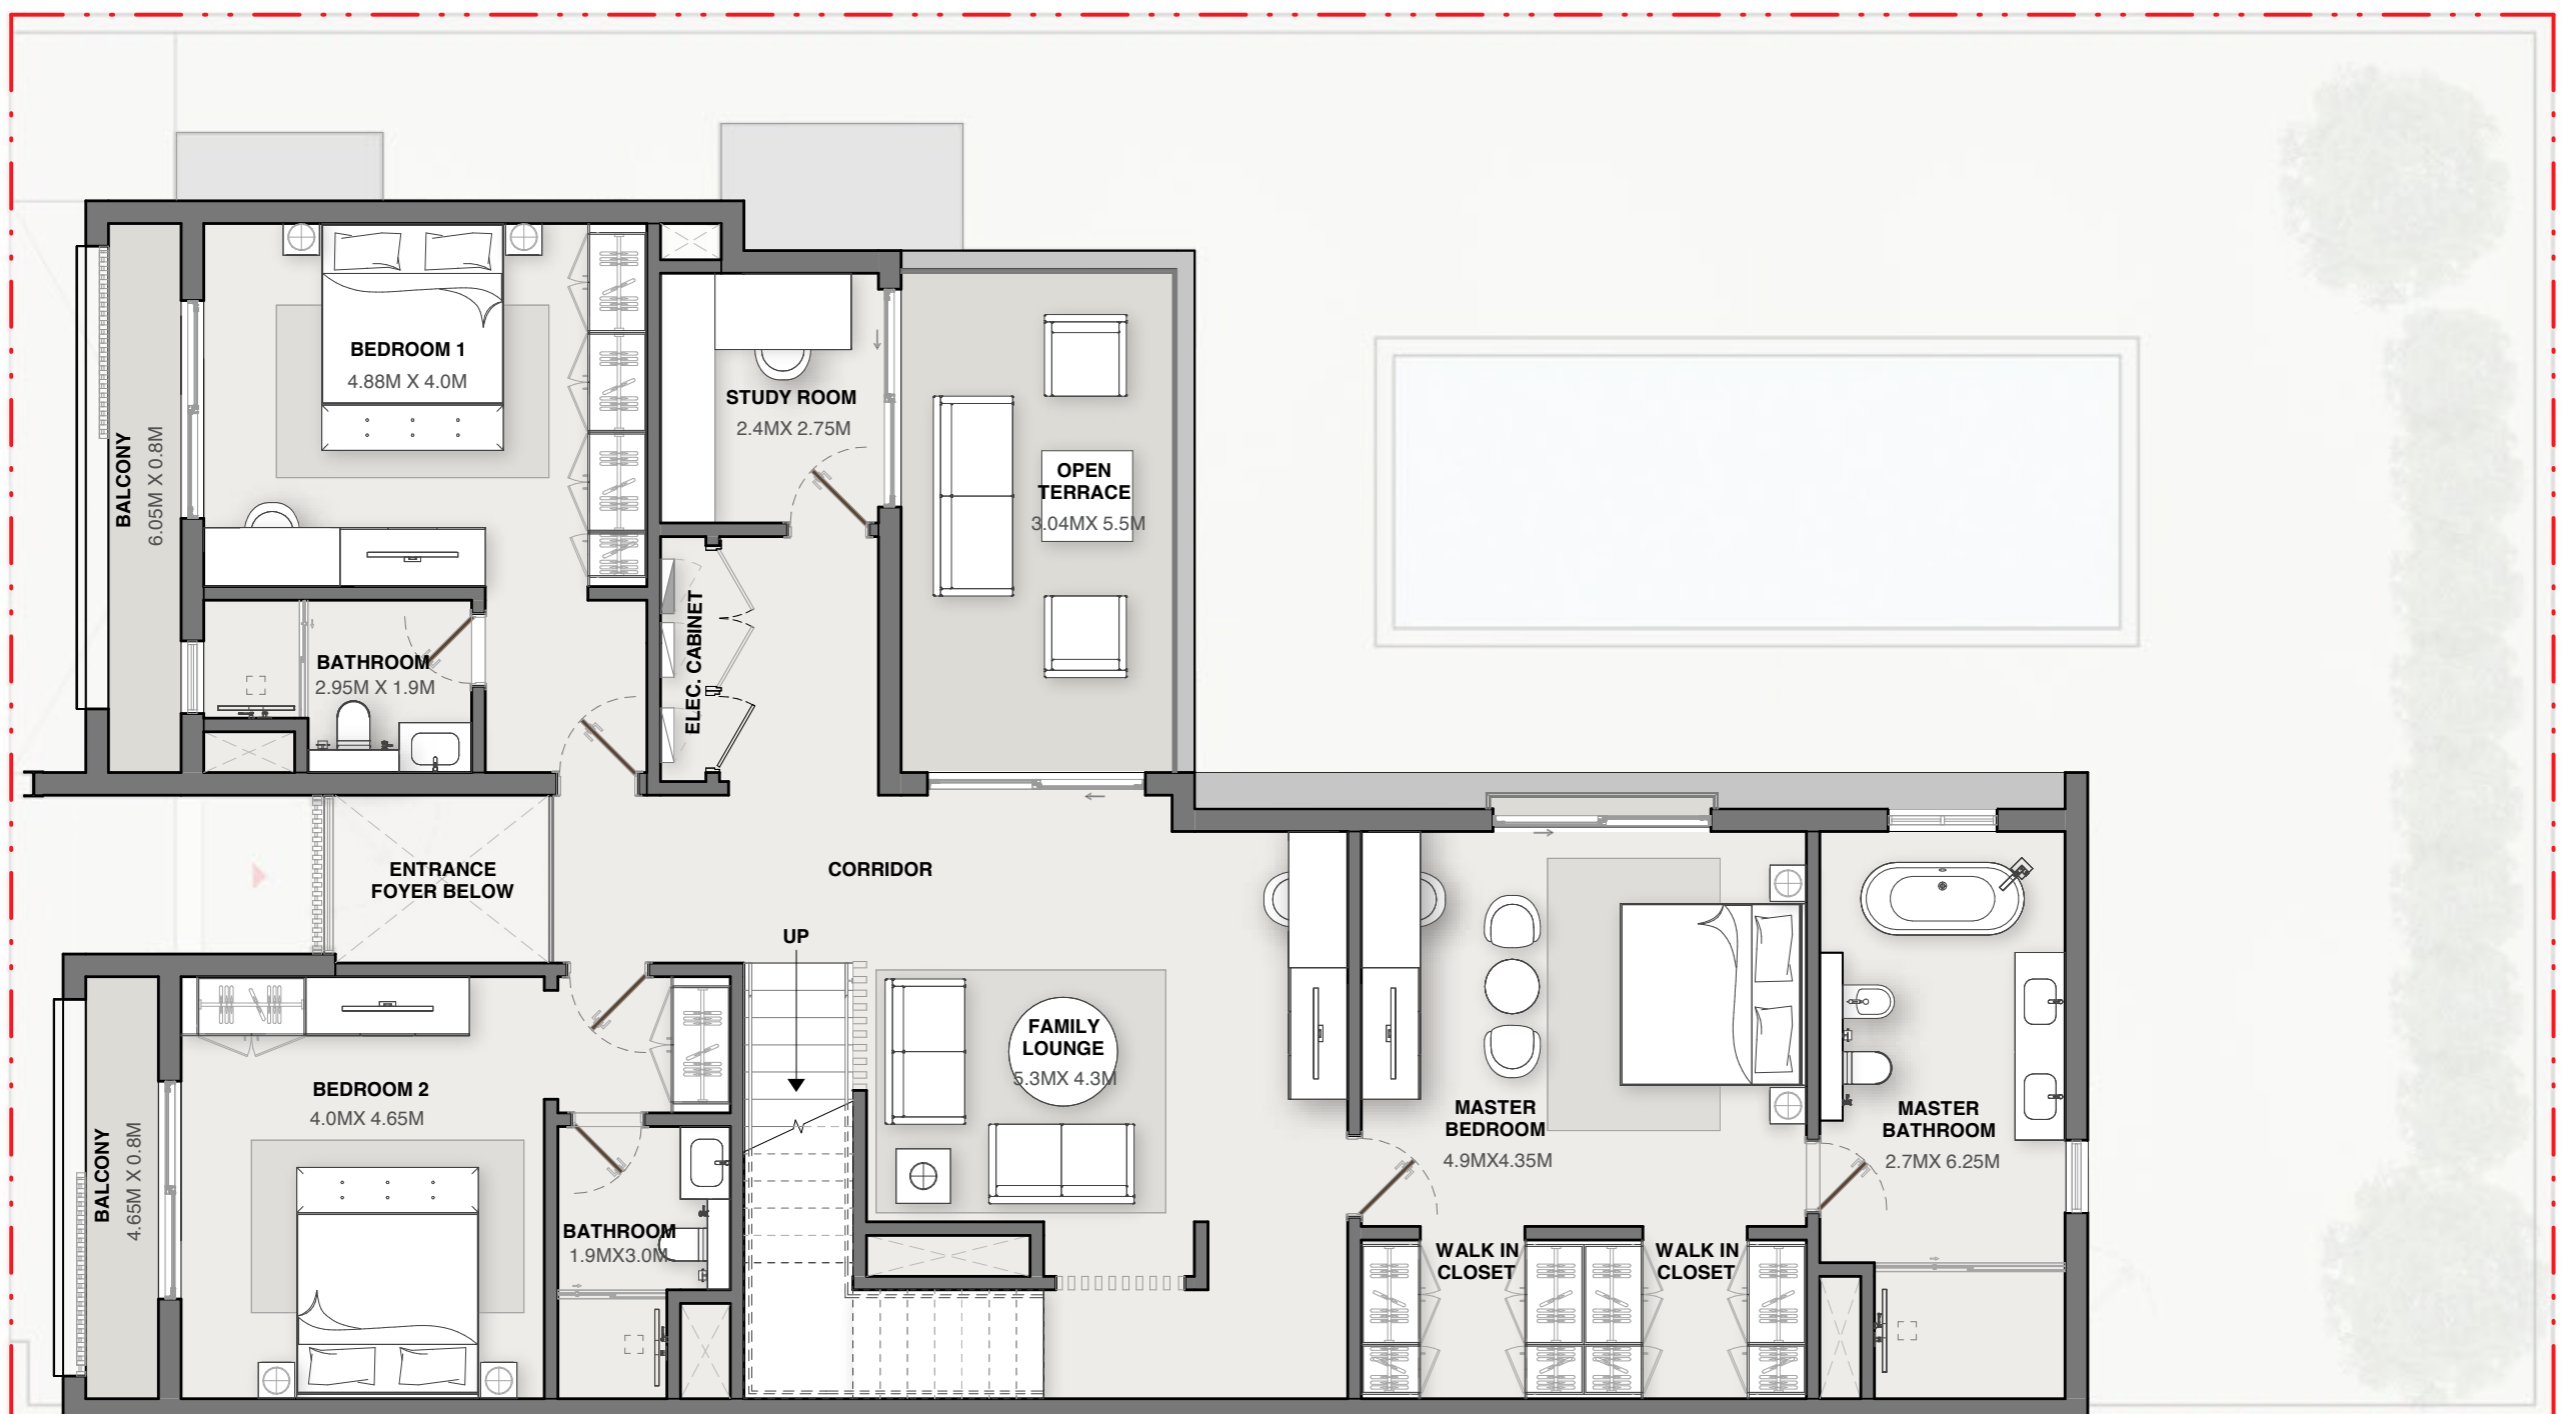 BEDROOM 1
4.88M X 4.0M
BALCONY
6.05M X 0.8M
STUDY ROOM
2.4MX 2.75M
OPEN
TERRACE
3.04MX 5.5M
BATHROOM
2.95M X 1.9M
ELEC. CABINET
ENTRANCE
FOYER BELOW
CORRIDOR
UP
FAMILY
LOUNGE
5.3MX 4.3M
BEDROOM 2
4.0MX 4.65M
BALCONY
4.65M X 0.8M
BATHROOM
1.9MX3.0M
MASTER
BEDROOM
4.9MX4.35M
MASTER
BATHROOM
2.7MX 6.25M
WALK IN
CLOSET
WALK IN
CLOSET